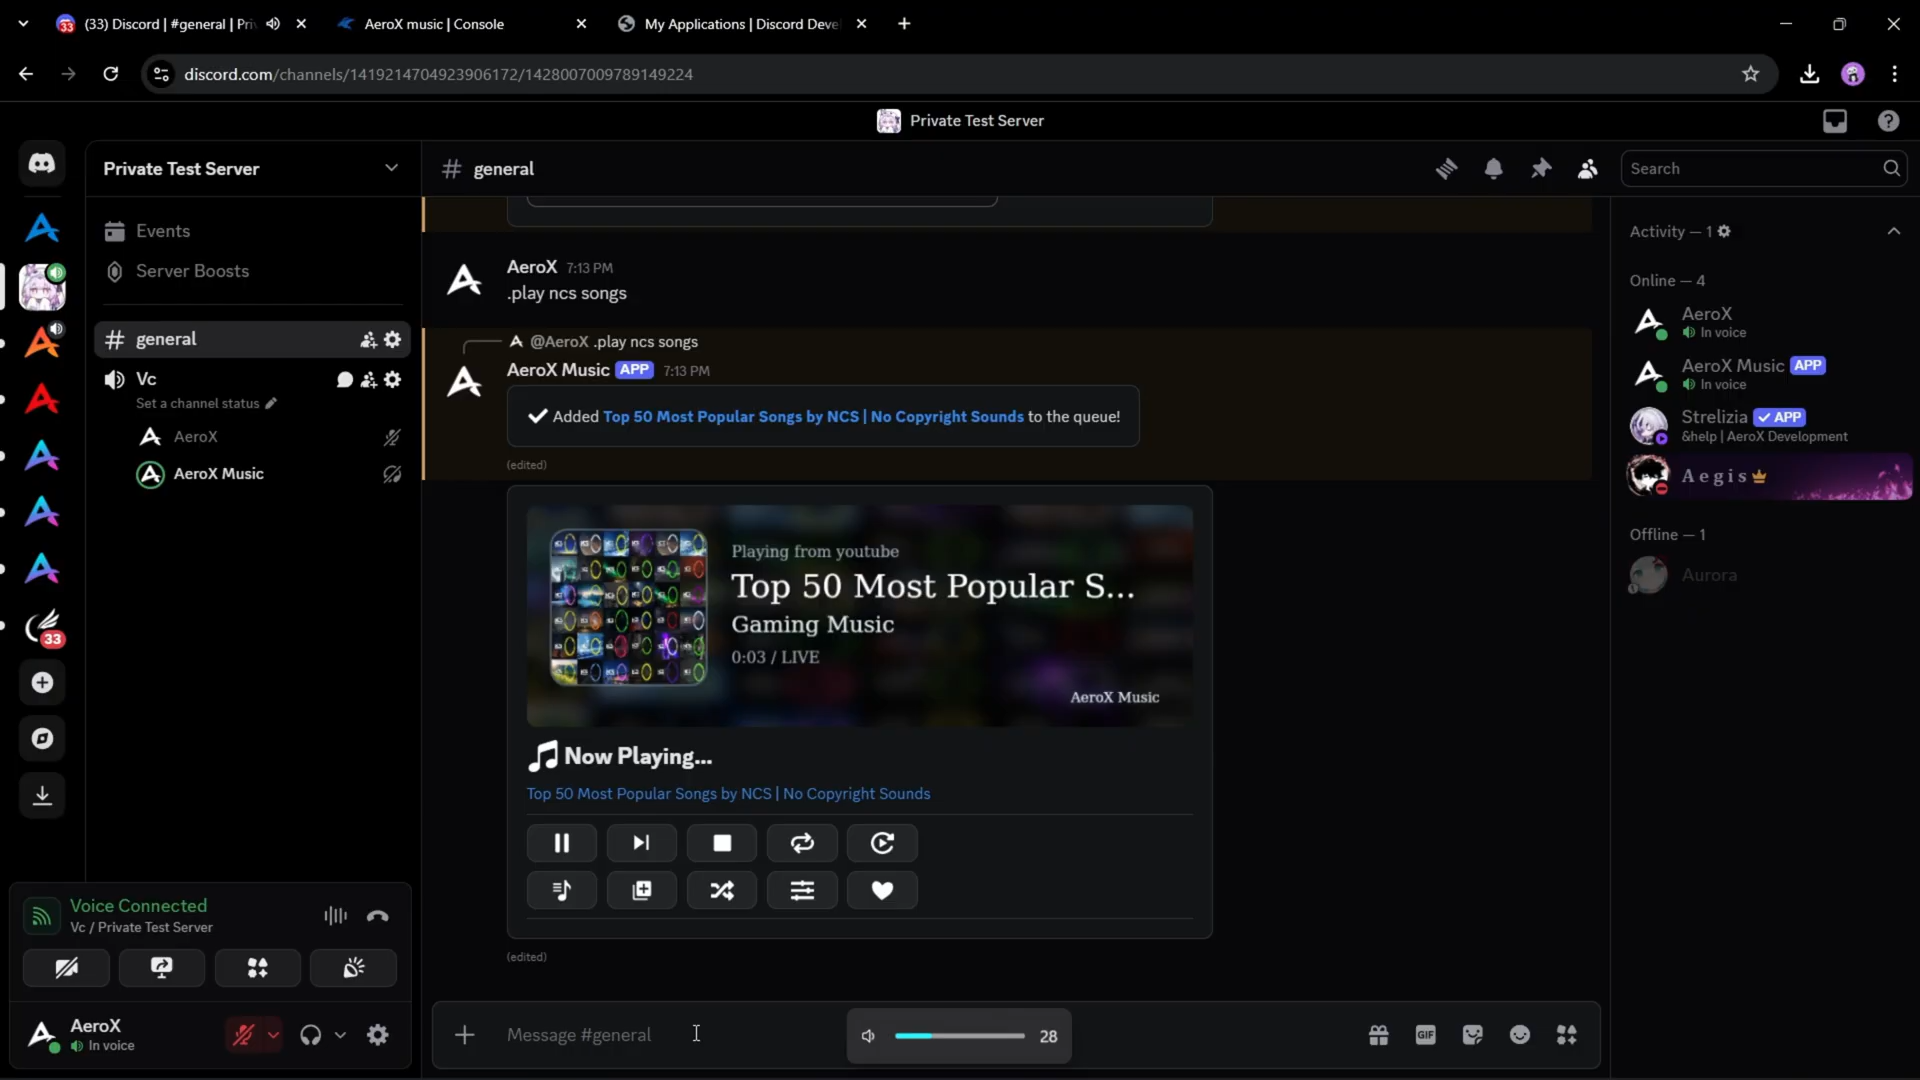 (33) Discord | #general | Pri
AeroX music | Console
My Applications | Discord Deve
discord.com/channels/1419214704923906172/1428007009789149224
Private Test Server
Private Test Server
general
Search
Events
Server Boosts
general
Vc
Set a channel status
AeroX
AeroX Music
33
AeroX 7:13 PM
.play ncs songs
@AeroX .play ncs songs
AeroX Music APP 7:13 PM
Added Top 50 Most Popular Songs by NCS | No Copyright Sounds to the queue!
(edited)
Playing from youtube
Top 50 Most Popular S...
Gaming Music
0:03 / LIVE
AeroX Music
Now Playing...
Top 50 Most Popular Songs by NCS | No Copyright Sounds
(edited)
Activity — 1
Online — 4
AeroX
In voice
AeroX Music APP
In voice
Strelizia APP
&help | AeroX Development
Aegis
Offline — 1
Aurora
Voice Connected
Vc / Private Test Server
AeroX
In voice
Message #general
28
GIF